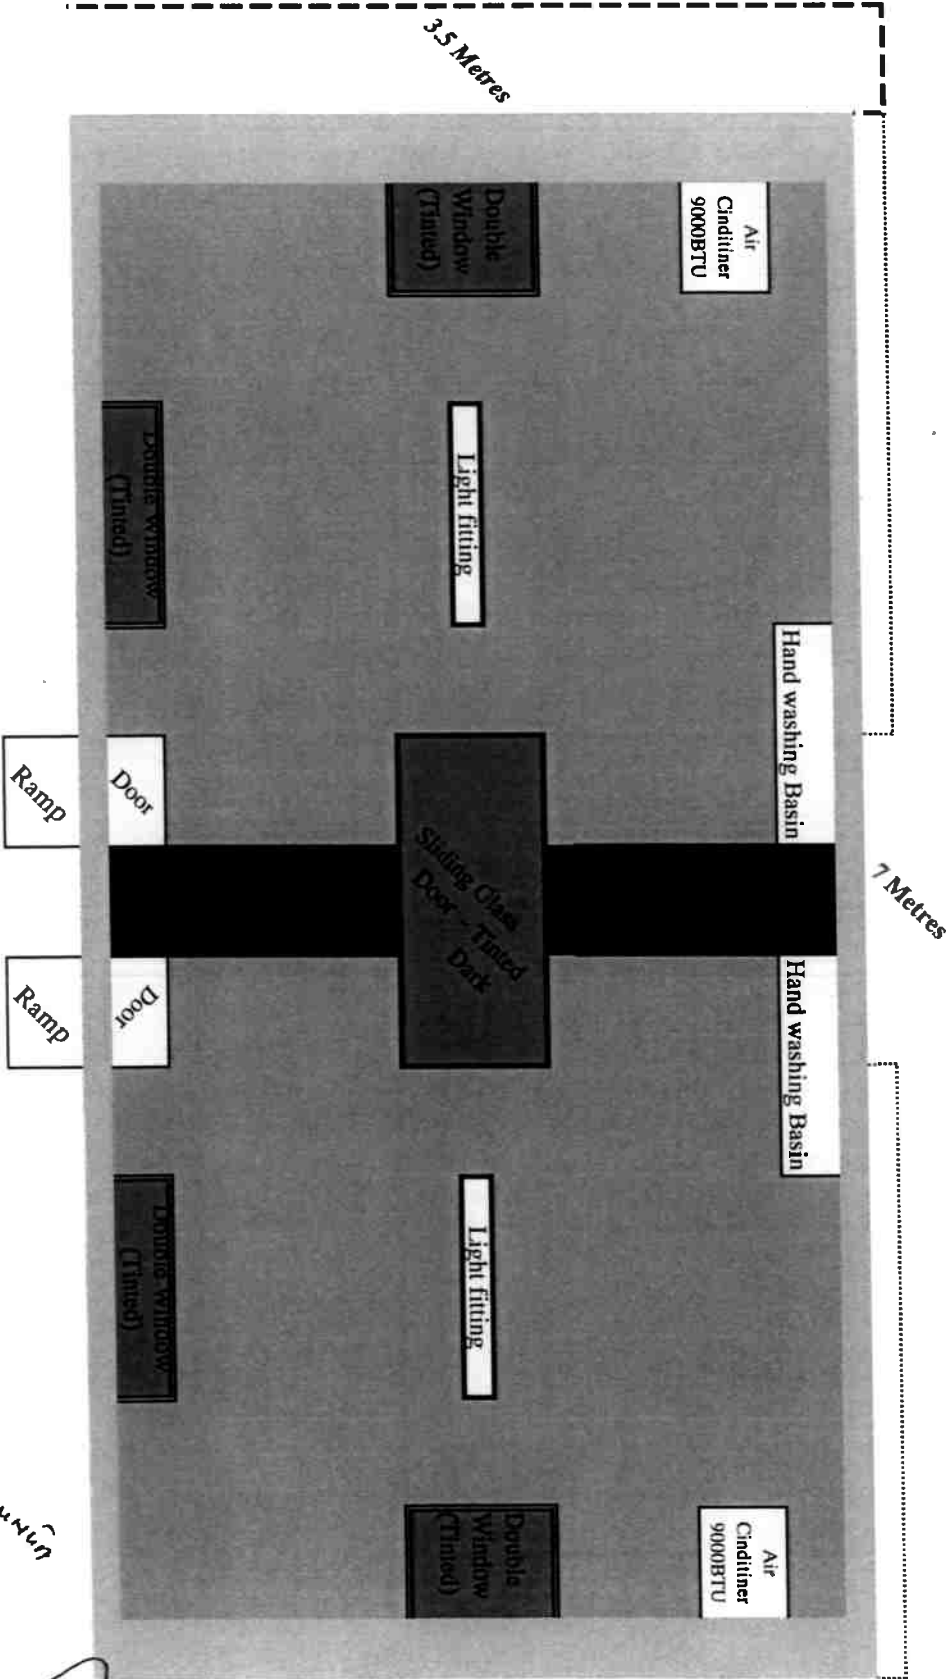 3.5 Metres
Air
Cinditiner
9000BTU
Double
Window
(Tinted)
Double Window
(Tinted)
Light fitting
Hand washing Basin
Door
Ramp
Sliding Glass
Door – Tinted
Dark
7 Metres
Hand washing Basin
Door
Ramp
Light fitting
Double Window
(Tinted)
Double
Window
(Tinted)
Air
Cinditiner
9000BTU